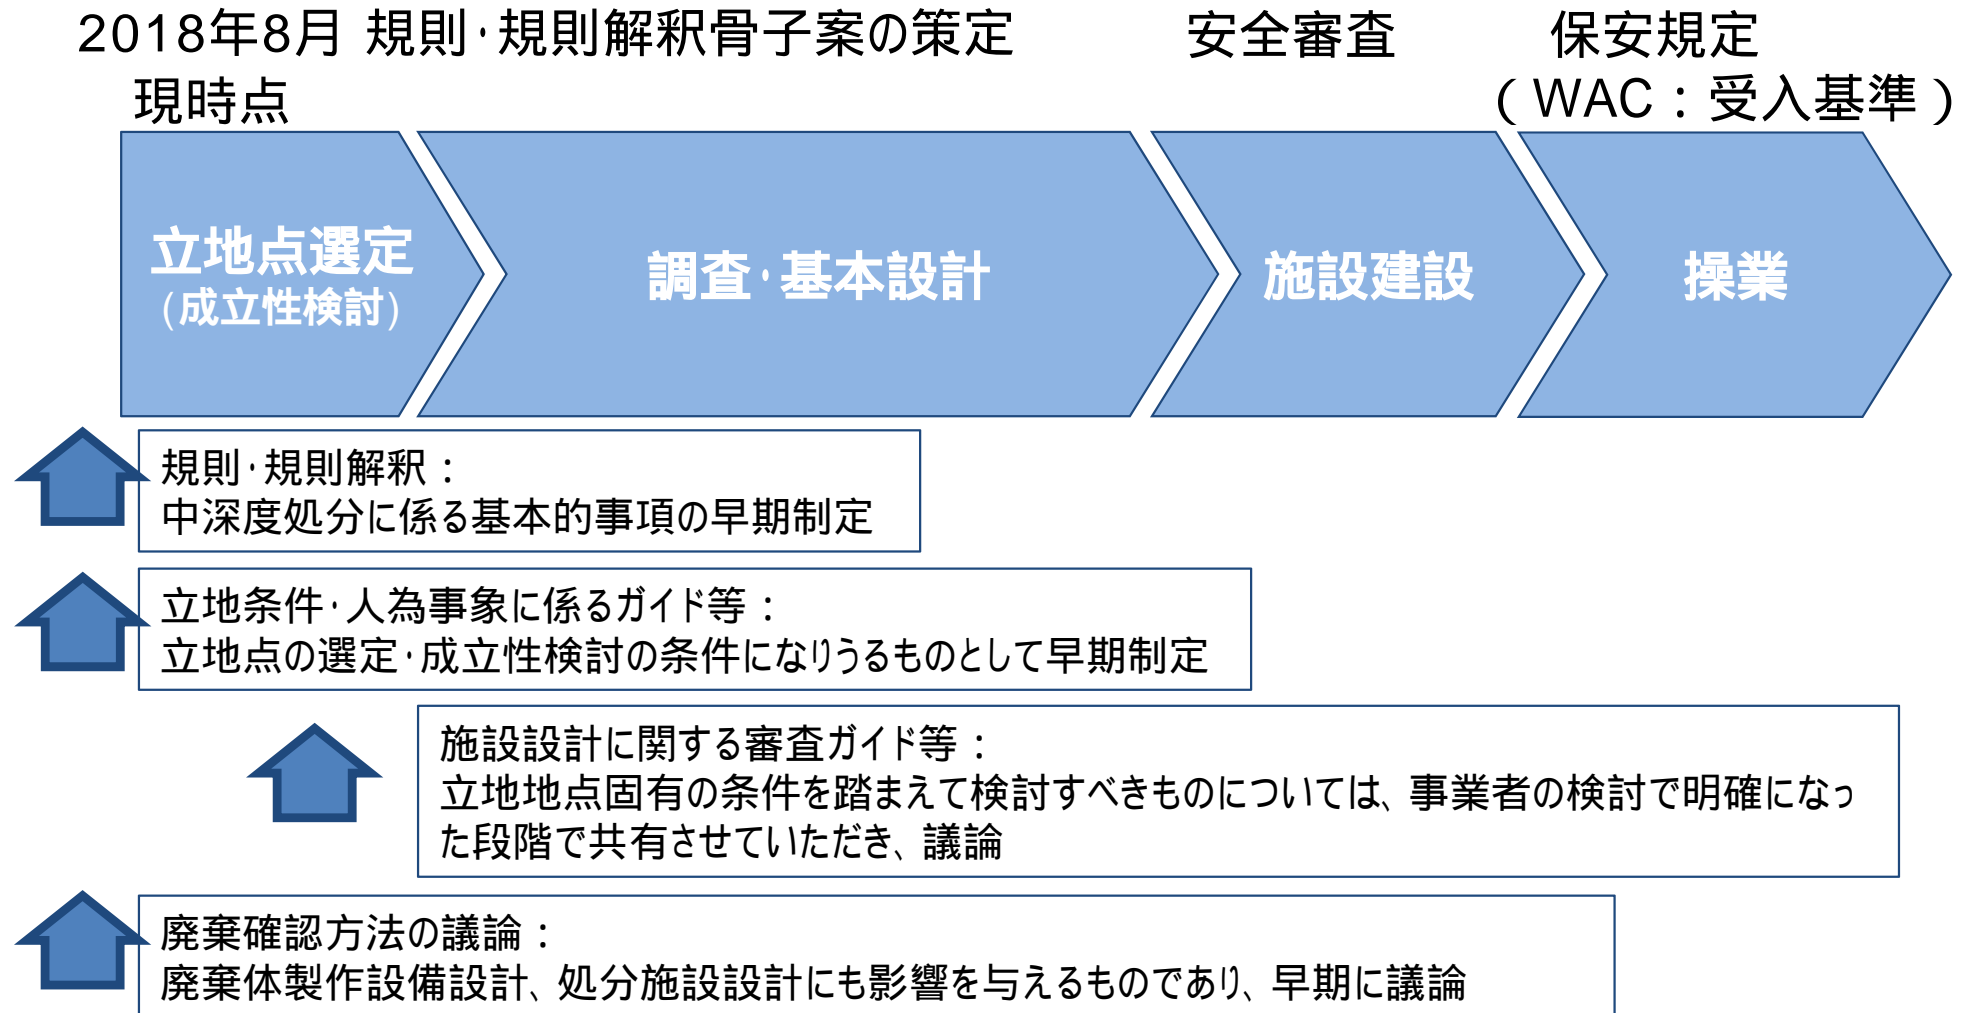 2018年8月 規則・規則解釈骨子案の策定
安全審査
保安規定
現時点
（WAC：受入基準）
立地点選定
(成立性検討)
調査・基本設計
施設建設
操業
規則・規則解釈：
中深度処分に係る基本的事項の早期制定
立地条件・人為事象に係るガイド等：
立地点の選定・成立性検討の条件になりうるものとして早期制定
施設設計に関する審査ガイド等：
立地地点固有の条件を踏まえて検討すべきものについては、事業者の検討で明確になっ
た段階で共有させていただき、議論
廃棄確認方法の議論：
廃棄体製作設備設計、処分施設設計にも影響を与えるものであり、早期に議論